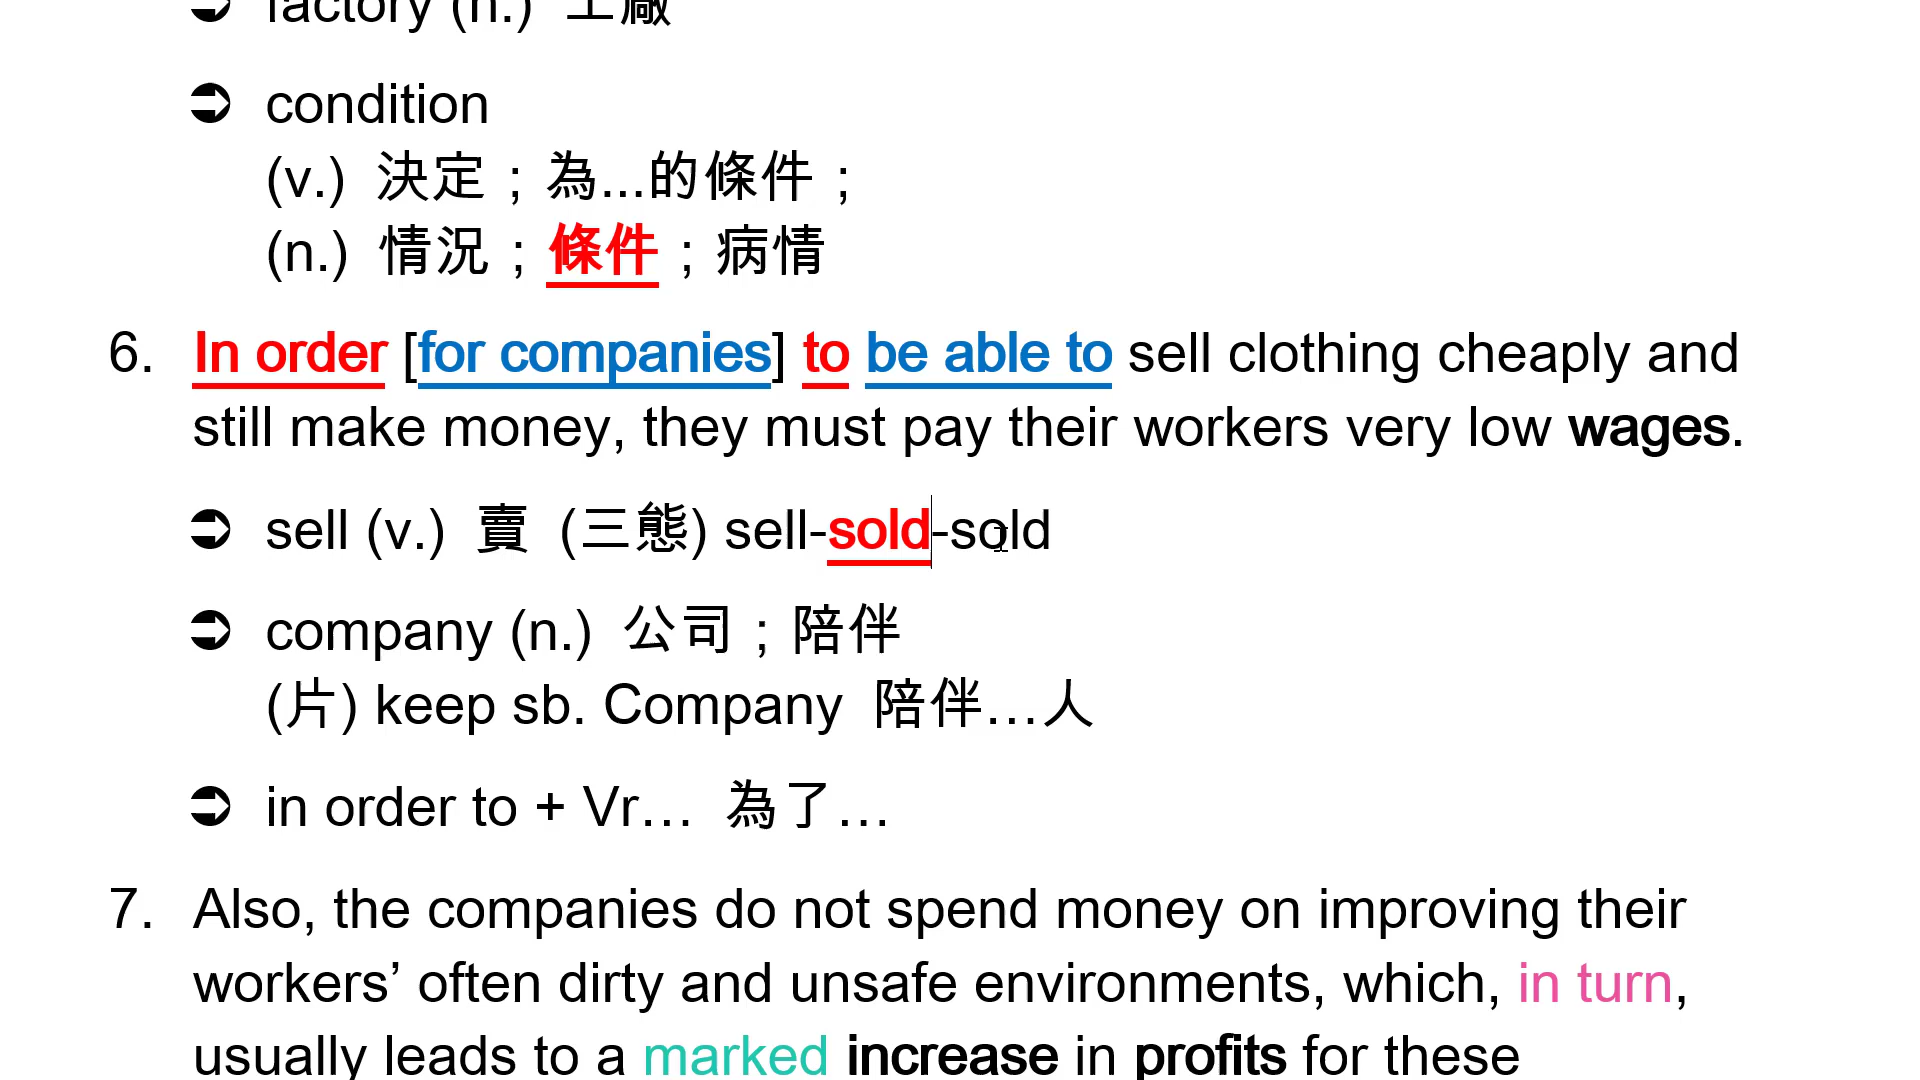 ➲ factory (n.) 工廠
➲ condition
(v.) 決定；為...的條件；
(n.) 情況；條件；病情
6. In order [for companies] to be able to sell clothing cheaply and
still make money, they must pay their workers very low wages.
➲ sell (v.) 賣 (三態) sell-sold-sold
➲ company (n.) 公司；陪伴
(片) keep sb. Company 陪伴…人
➲ in order to + Vr… 為了…
7. Also, the companies do not spend money on improving their
workers’ often dirty and unsafe environments, which, in turn,
usually leads to a marked increase in profits for these